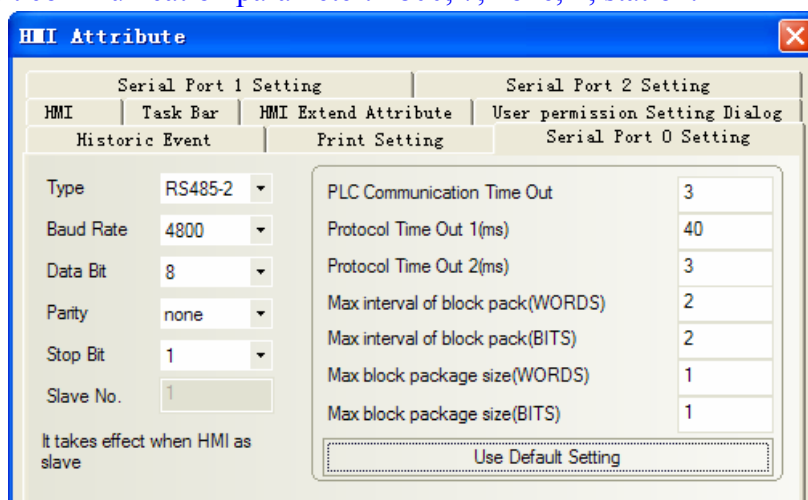 HMI Attribute
Serial Port 1 Setting Serial Port 2 Setting
HMI Task Bar HMI Extend Attribute User permission Setting Dialog
Historic Event Print Setting Serial Port 0 Setting
Type RS485-2
Baud Rate 4800
Data Bit 8
Parity none
Stop Bit 1
Slave No. 1
It takes effect when HMI as
slave
PLC Communication Time Out 3
Protocol Time Out 1(ms) 40
Protocol Time Out 2(ms) 3
Max interval of block pack(WORDS) 2
Max interval of block pack(BITS) 2
Max block package size(WORDS) 1
Max block package size(BITS) 1
Use Default Setting